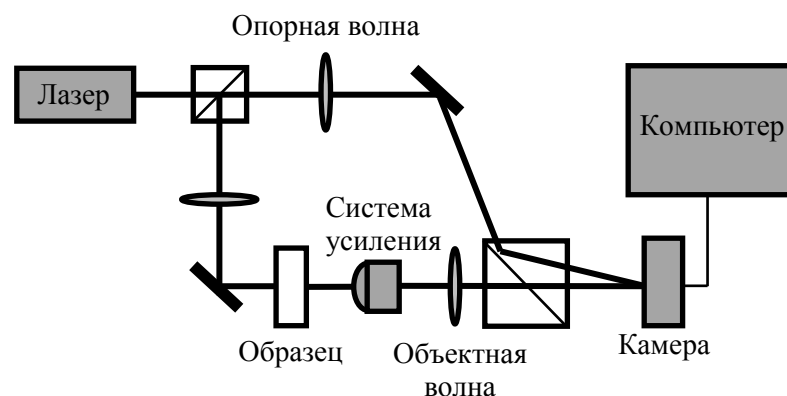 Опорная волна
Лазер
Компьютер
Система
усиления
Образец
Объектная
волна
Камера